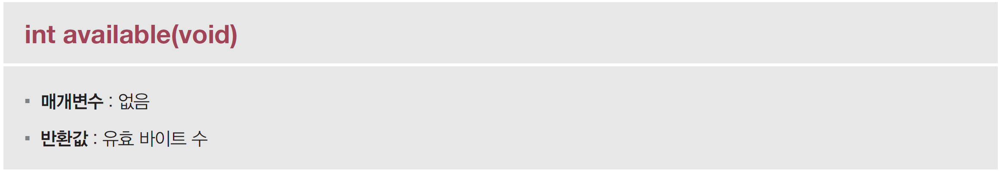 int available(void)
▪ 매개변수 : 없음
▪ 반환값 : 유효 바이트 수